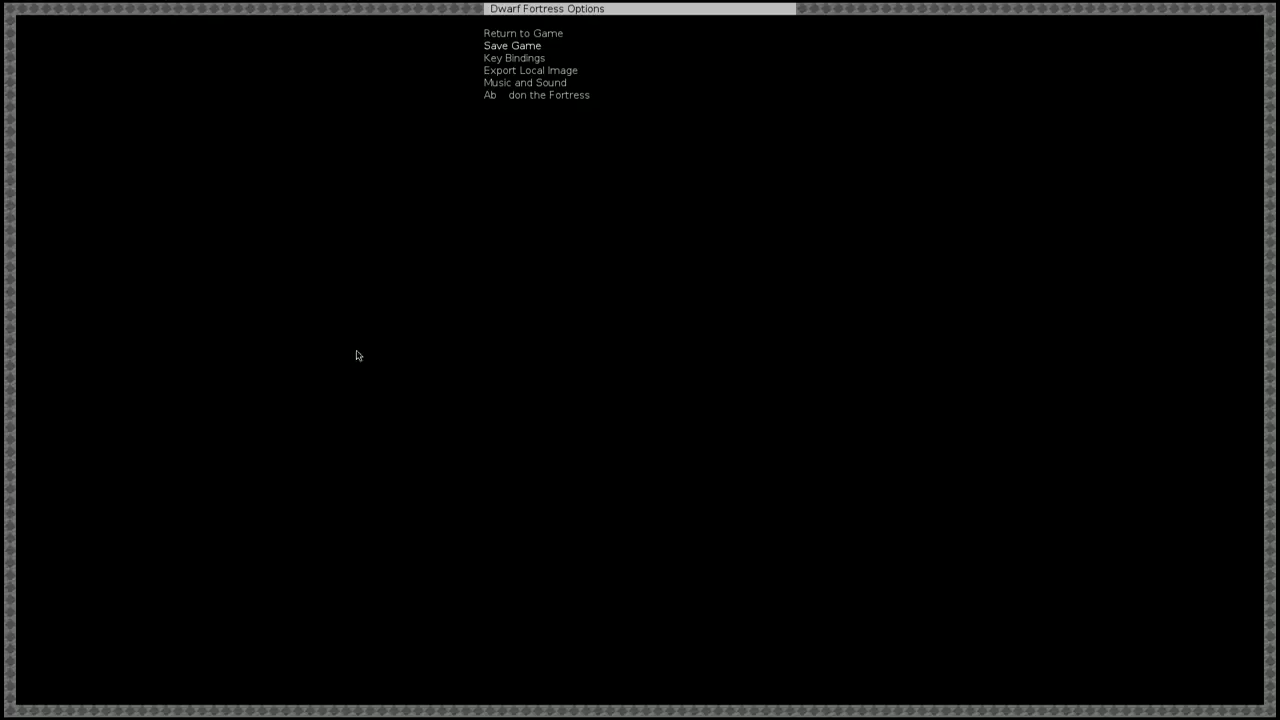 Dwarf Fortress Options
Return to Game
Save Game
Key Bindings
Export Local Image
Music and Sound
Ab  don the Fortress